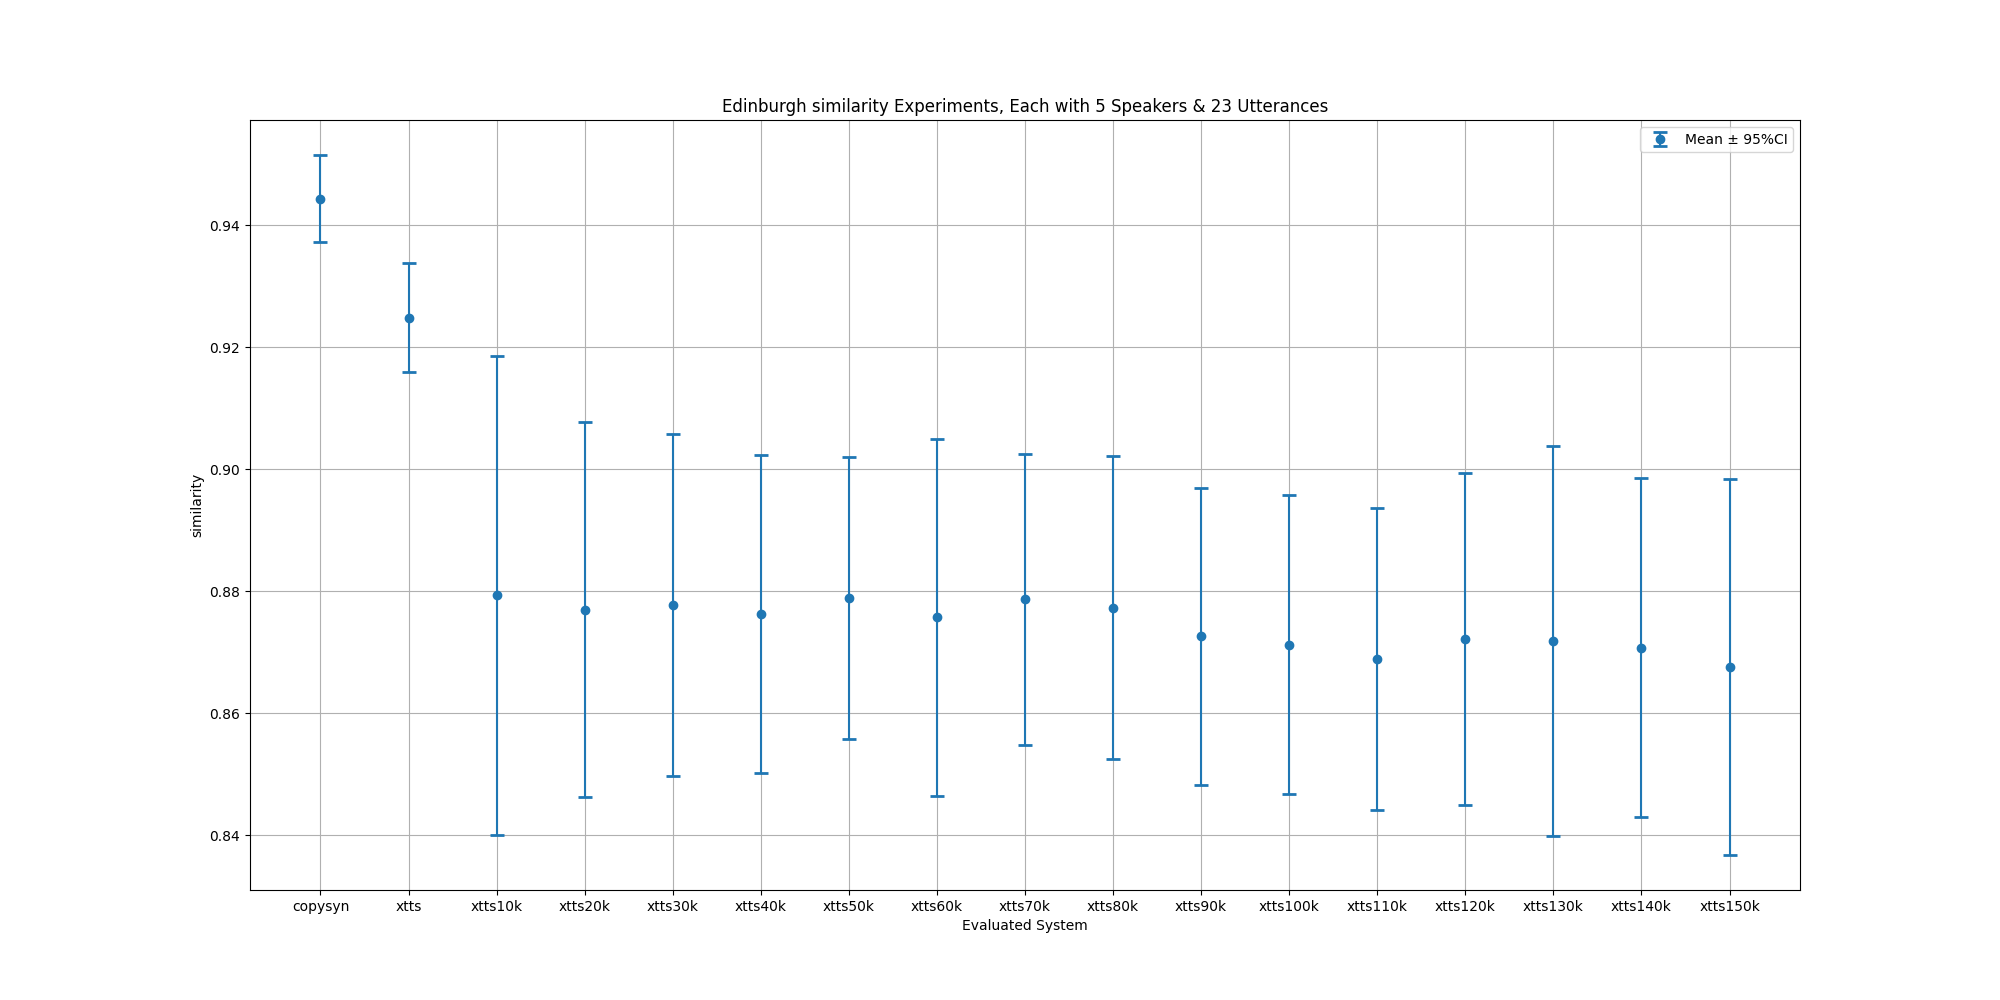 Edinburgh similarity Experiments, Each with 5 Speakers & 23 Utterances
Mean ± 95%CI
0.94
0.92
0.90
0.88
0.86
0.84
similarity
copysyn xtts xtts10k xtts20k xtts30k xtts40k xtts50k xtts60k xtts70k xtts80k xtts90k xtts100k xtts110k xtts120k xtts130k xtts140k xtts150k
Evaluated System